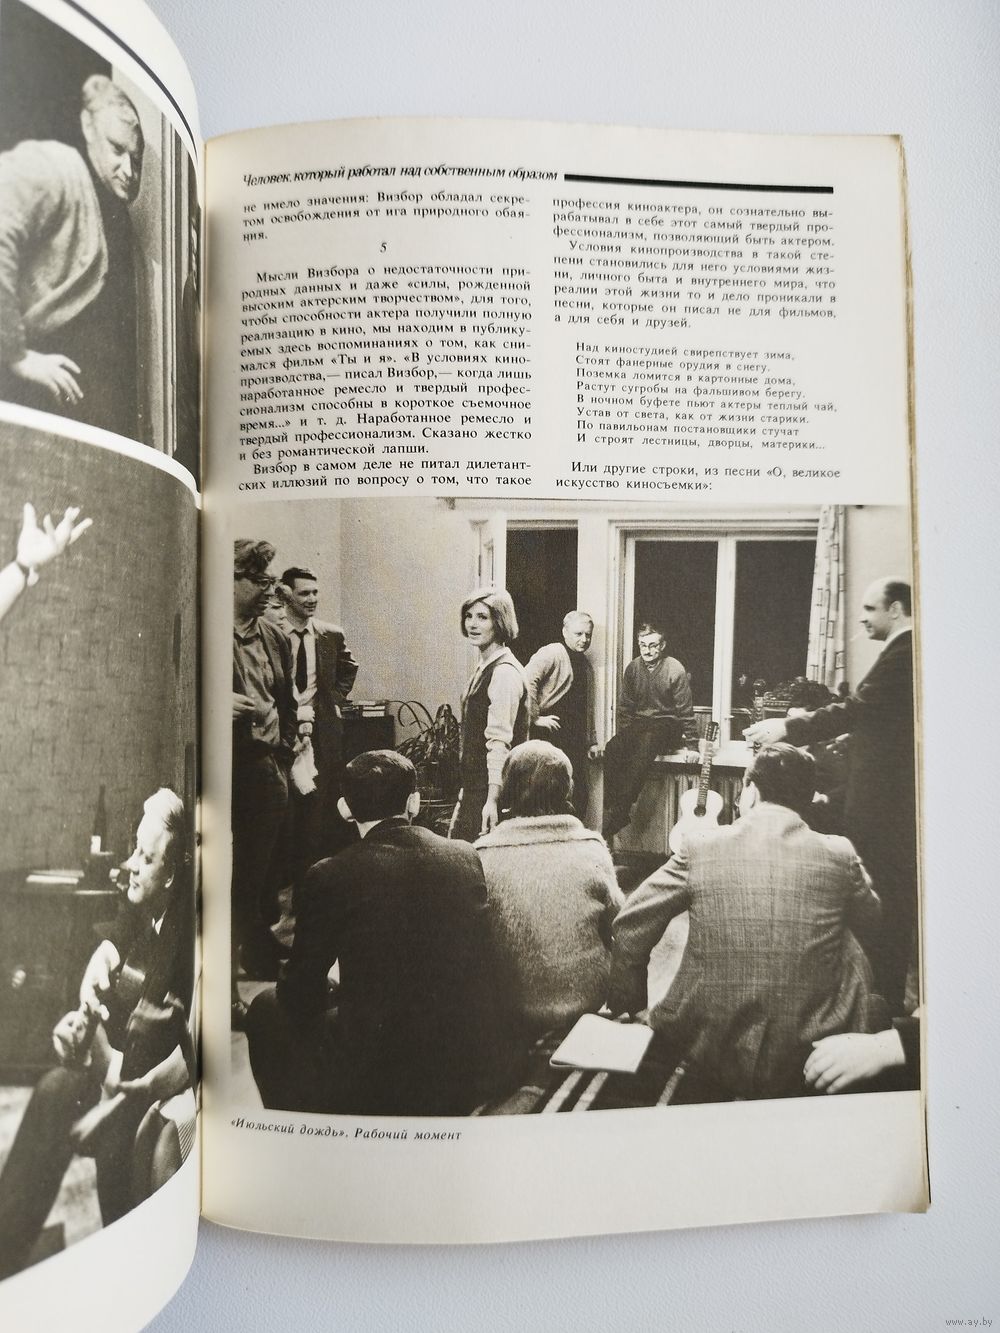 Человек, который работал над собственным образом
не имело значения: Визбор обладал секре-
том освобождения от ига природного обая-
ния.
5
Мысли Визбора о недостаточности при-
родных данных и даже «силы, рожденной
высоким актерским творчеством», для того,
чтобы способности актера получили полную
реализацию в кино, мы находим в публику-
емых здесь воспоминаниях о том, как сни-
мался фильм «Ты и я». «В условиях кино-
производства,— писал Визбор,— когда лишь
наработанное ремесло и твердый профес-
сионализм способны в короткое съемочное
время...» и т. д. Наработанное ремесло и
твердый профессионализм. Сказано жестко
и без романтической лапши.
Визбор в самом деле не питал дилетант-
ских иллюзий по вопросу о том, что такое
профессия киноактера, он сознательно вы-
рабатывал в себе этот самый твердый про-
фессионализм, позволяющий быть актером.
Условия кинопроизводства в такой сте-
пени становились для него условиями жиз-
ни, личного быта и внутреннего мира, что
реалии этой жизни то и дело проникали в
песни, которые он писал не для фильмов,
а для себя и друзей.
Над киностудией свирепствует зима,
Стоят фанерные орудия в снегу.
Поземка ломится в картонные дома,
Растут сугробы на фальшивом берегу.
В ночном буфете пьют актеры теплый чай,
Устав от света, как от жизни старики.
По павильонам постановщики стучат
И строят лестницы, дворцы, материки...
Или другие строки, из песни «О, великое
искусство киносъемки»:
«Июльский дождь». Рабочий момент
www.ay.by